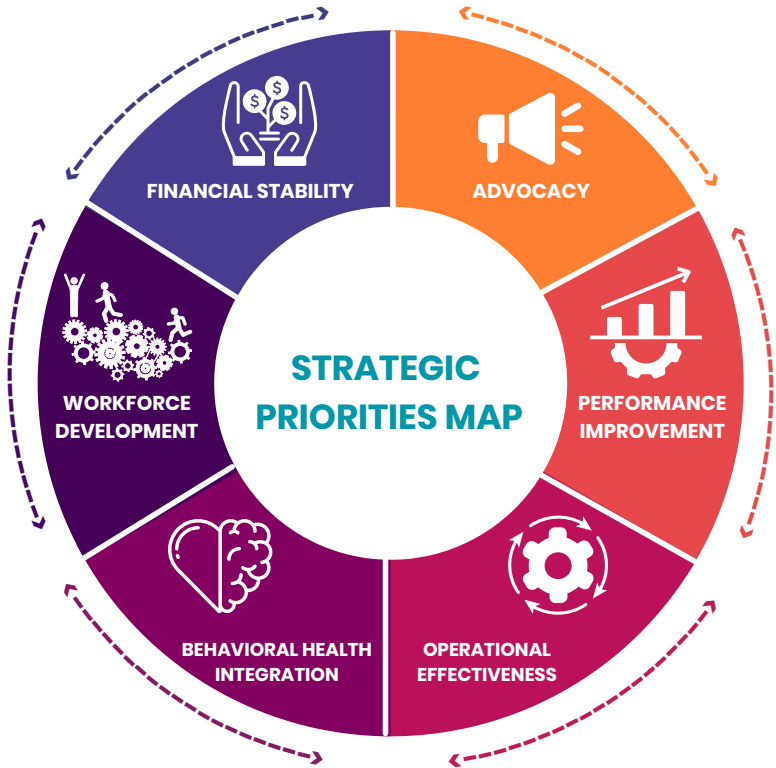 $
$
$
FINANCIAL STABILITY
ADVOCACY
WORKFORCE
DEVELOPMENT
STRATEGIC
PRIORITIES MAP
PERFORMANCE
IMPROVEMENT
BEHAVIORAL HEALTH
INTEGRATION
OPERATIONAL
EFFECTIVENESS